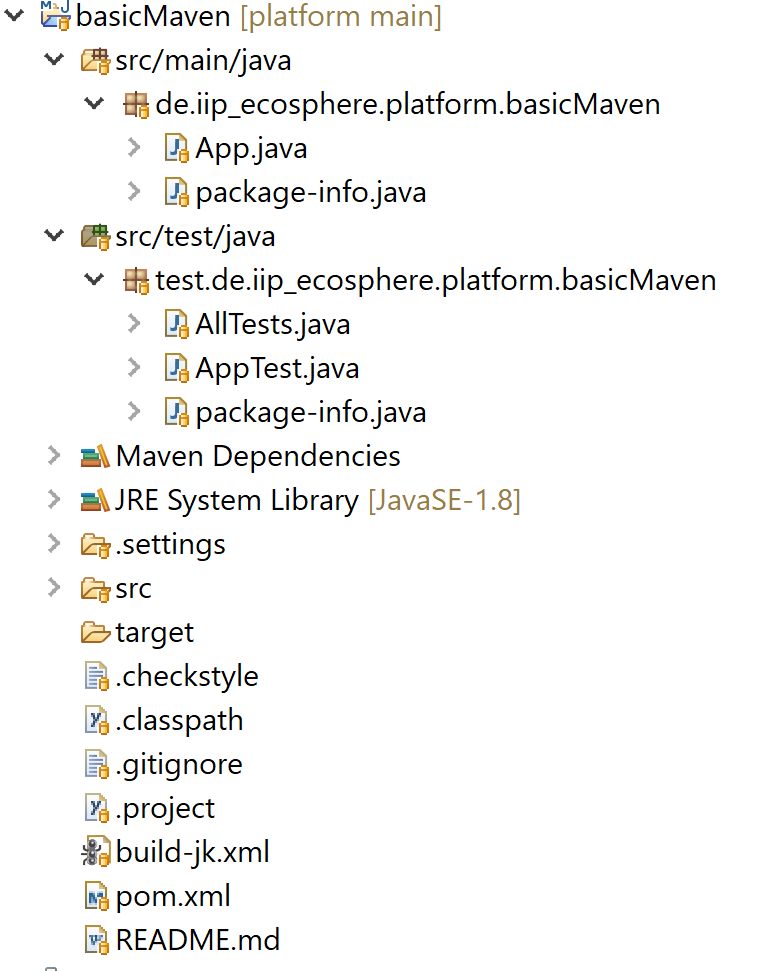 basicMaven [platform main]
src/main/java
de.iip_ecosphere.platform.basicMaven
App.java
package-info.java
src/test/java
test.de.iip_ecosphere.platform.basicMaven
AllTests.java
AppTest.java
package-info.java
Maven Dependencies
JRE System Library [JavaSE-1.8]
.settings
src
target
.checkstyle
.classpath
.gitignore
.project
build-jk.xml
pom.xml
README.md